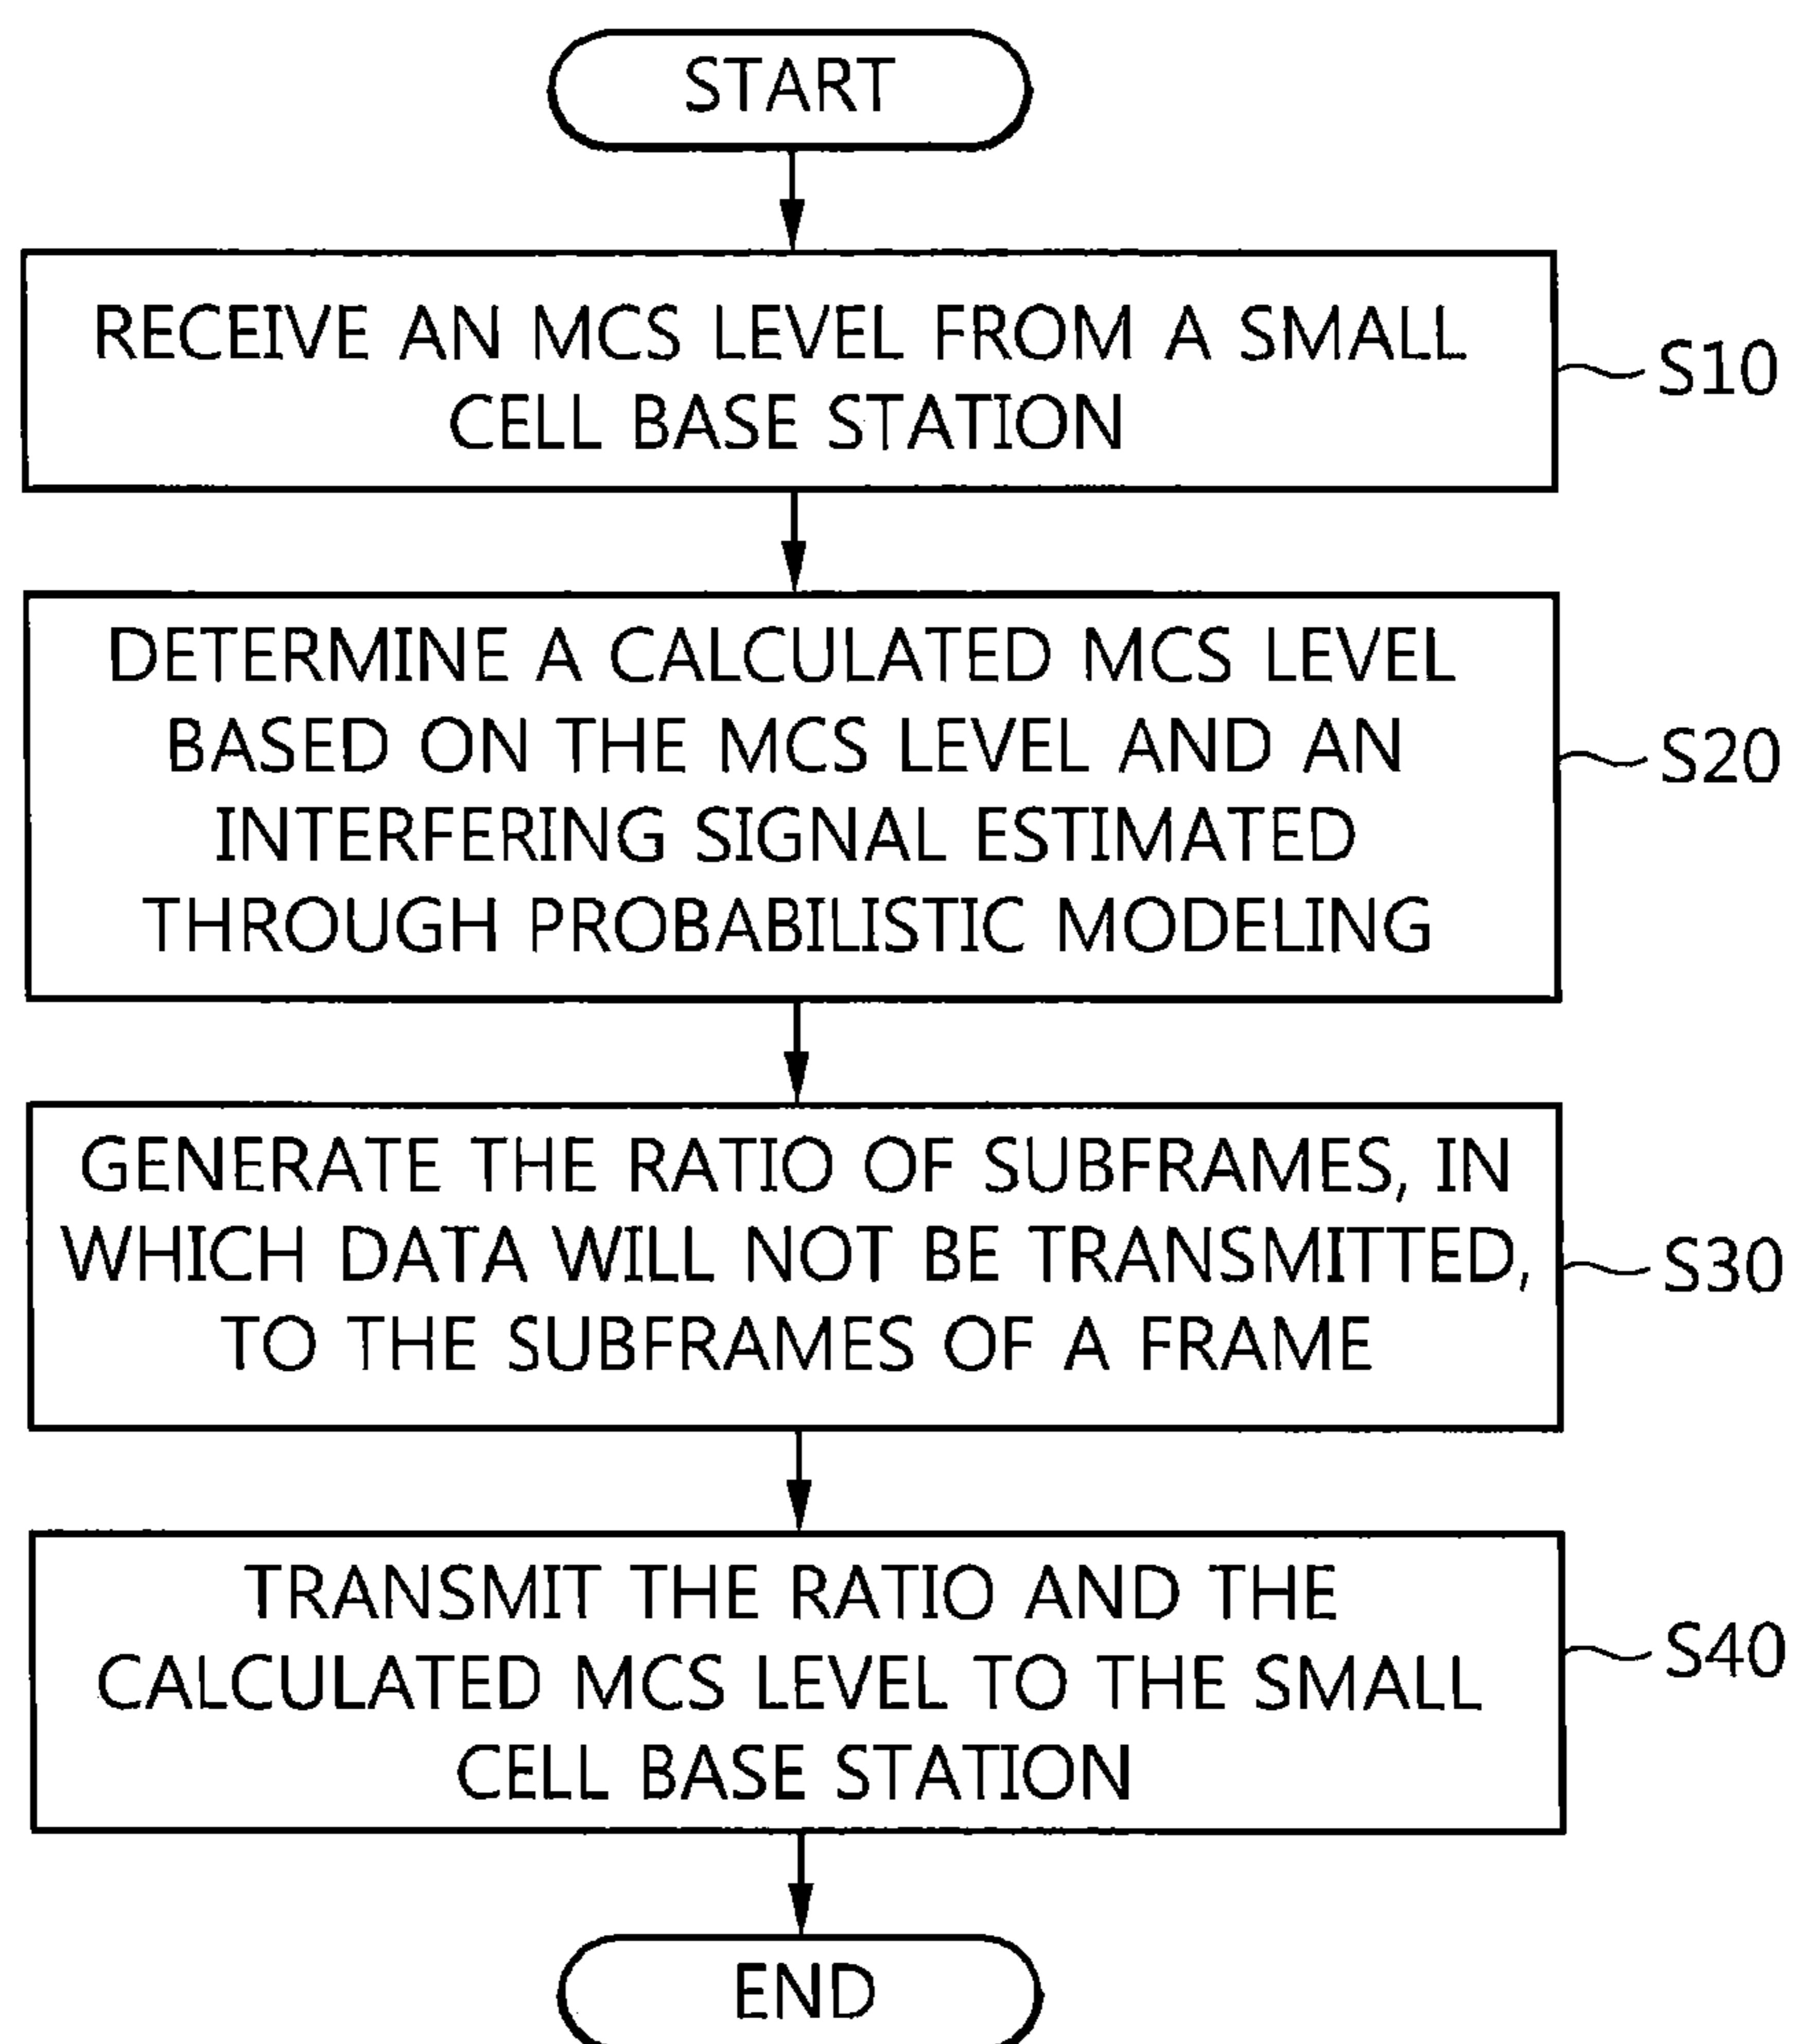 START
RECEIVE AN MCS LEVEL FROM A SMALL
CELL BASE STATION
S10
DETERMINE A CALCULATED MCS LEVEL
BASED ON THE MCS LEVEL AND AN
INTERFERING SIGNAL ESTIMATED
THROUGH PROBABILISTIC MODELING
S20
GENERATE THE RATIO OF SUBFRAMES, IN
WHICH DATA WILL NOT BE TRANSMITTED,
TO THE SUBFRAMES OF A FRAME
S30
TRANSMIT THE RATIO AND THE
CALCULATED MCS LEVEL TO THE SMALL
CELL BASE STATION
S40
END